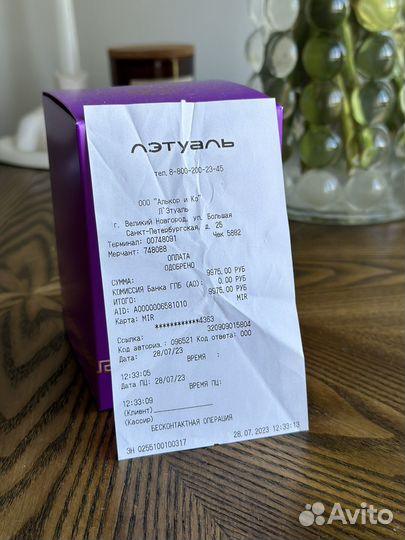 ЛЭТУАЛЬ
тел. 8-800-200-23-45
ООО "Алькор и Ко"
Л'Этуаль
г. Великий Новгород, ул. Большая
Санкт-Петербургская, д. 25
Терминал: 00748091 Чек 5882
Мерчант: 748088
ОПЛАТА
ОДОБРЕНО
СУММА: 9975.00 РУБ
КОМИССИЯ Банка ГПБ (АО): 0.00 РУБ
ИТОГО: 9975.00 РУБ
AID: A0000006581010 MIR
Карта: MIR
************4363
Ссылка: 320909015804
Код авториз.: 096521 Код ответа: 000
Дата: 28/07/23 ВРЕМЯ :
12:33:05
Дата ПЦ: 28/07/23 ВРЕМЯ ПЦ:
12:33:09
(Клиент)____________
(Кассир)
БЕСКОНТАКТНАЯ ОПЕРАЦИЯ
ЗН 0255100100317 28.07.2023 12:33:13
Avito